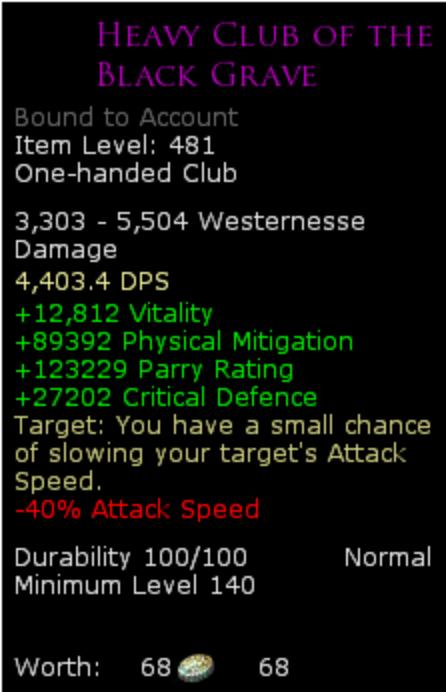 Heavy Club of the
Black Grave
Bound to Account
Item Level: 481
One-handed Club
3,303 - 5,504 Westernesse
Damage
4,403.4 DPS
+12,812 Vitality
+89392 Physical Mitigation
+123229 Parry Rating
+27202 Critical Defence
Target: You have a small chance
of slowing your target's Attack
Speed.
-40% Attack Speed
Durability 100/100 Normal
Minimum Level 140
Worth: 68 68